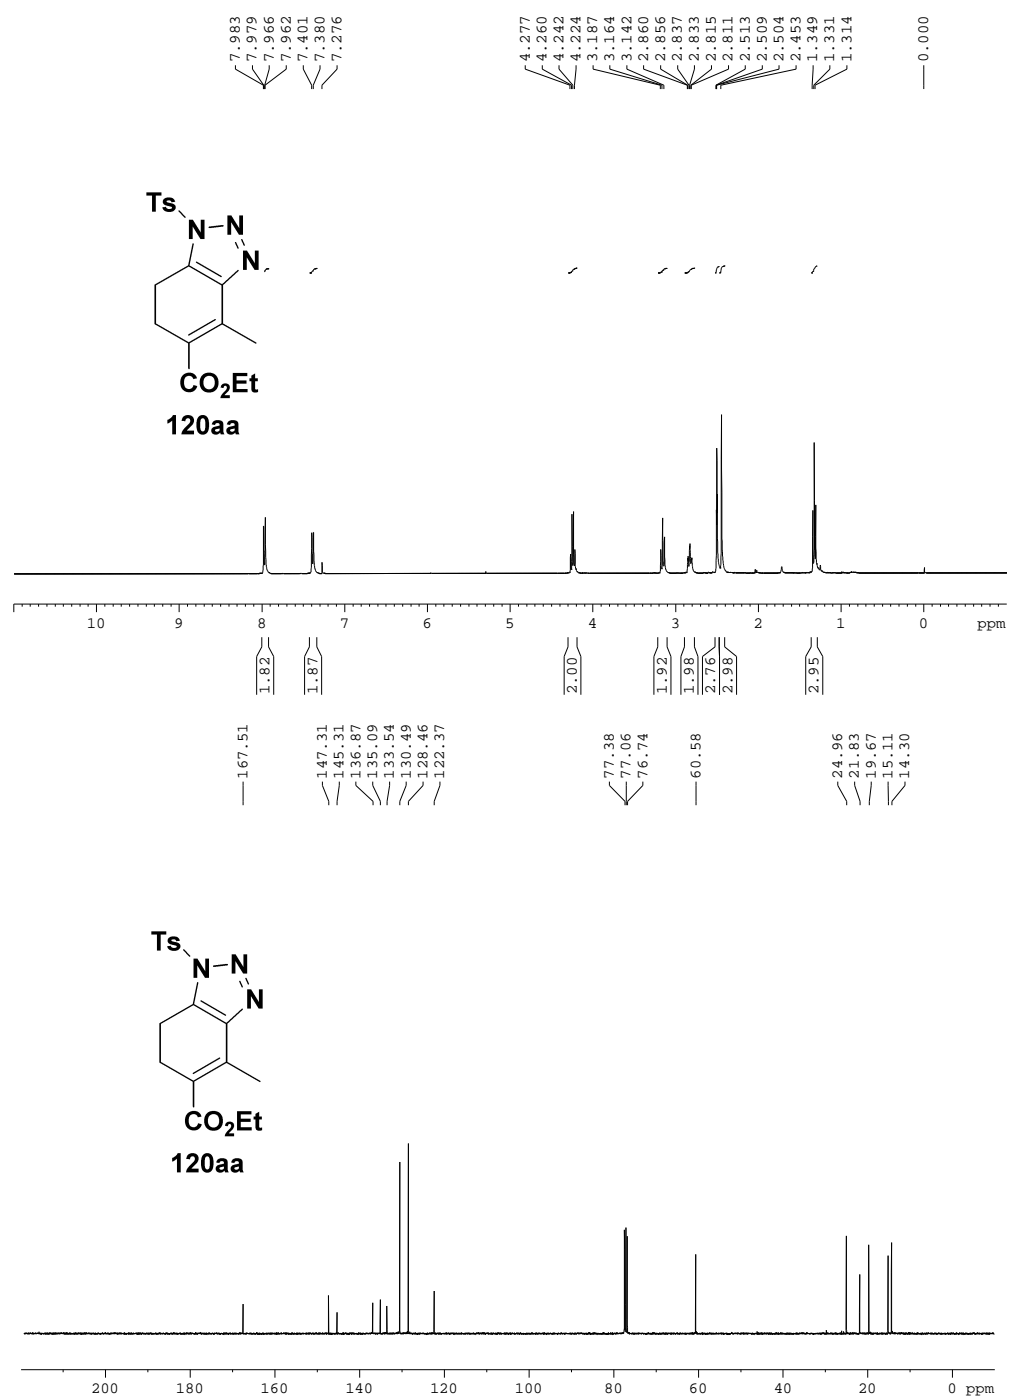 7.983 7.979 7.966 7.962 7.401 7.380 7.276 4.277 4.260 4.242 4.224 3.187 3.164 3.142 2.860 2.856 2.837 2.833 2.815 2.811 2.513 2.509 2.504 2.453 1.349 1.331 1.314 0.000
Ts
N N
N
CO2Et
120aa
10 9 8 7 6 5 4 3 2 1 0 ppm
1.82 1.87 2.00 1.92 1.98 2.76 2.98 2.95
167.51 147.31 145.31 136.87 135.09 133.54 130.49 128.46 122.37 77.38 77.06 76.74 60.58 24.96 21.83 19.67 15.11 14.30
Ts
N N
N
CO2Et
120aa
200 180 160 140 120 100 80 60 40 20 0 ppm